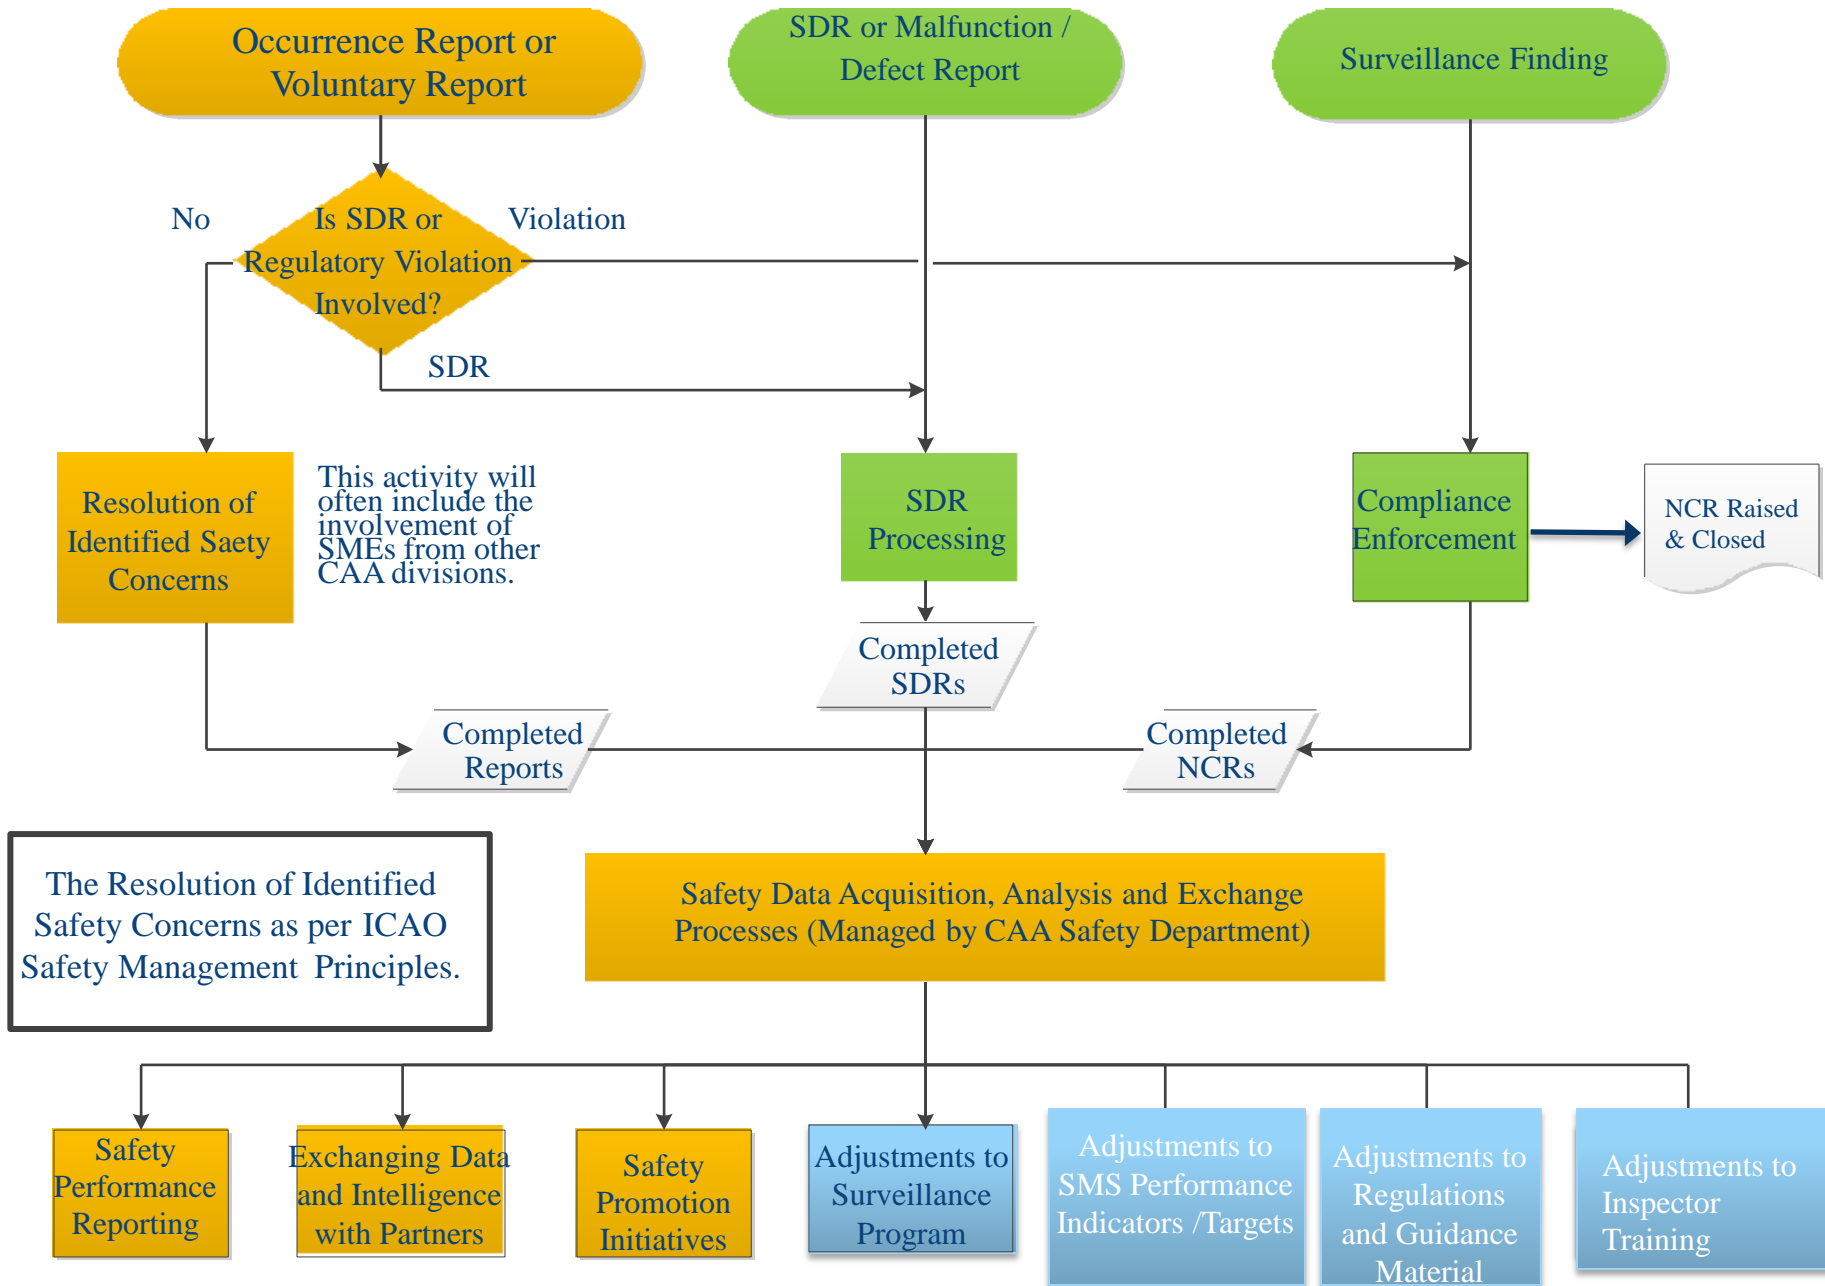 Occurrence Report or
Voluntary Report
SDR or Malfunction /
Defect Report
Surveillance Finding
No
Is SDR or
Regulatory Violation
Involved?
Violation
SDR
Resolution of
Identified Saety
Concerns
This activity will
often include the
involvement of
SMEs from other
CAA divisions.
SDR
Processing
Compliance
Enforcement
NCR Raised
& Closed
Completed
SDRs
Completed
Reports
Completed
NCRs
The Resolution of Identified
Safety Concerns as per ICAO
Safety Management Principles.
Safety Data Acquisition, Analysis and Exchange
Processes (Managed by CAA Safety Department)
Safety
Performance
Reporting
Exchanging Data
and Intelligence
with Partners
Safety
Promotion
Initiatives
Adjustments to
Surveillance
Program
Adjustments to
SMS Performance
Indicators /Targets
Adjustments to
Regulations
and Guidance
Material
Adjustments to
Inspector
Training